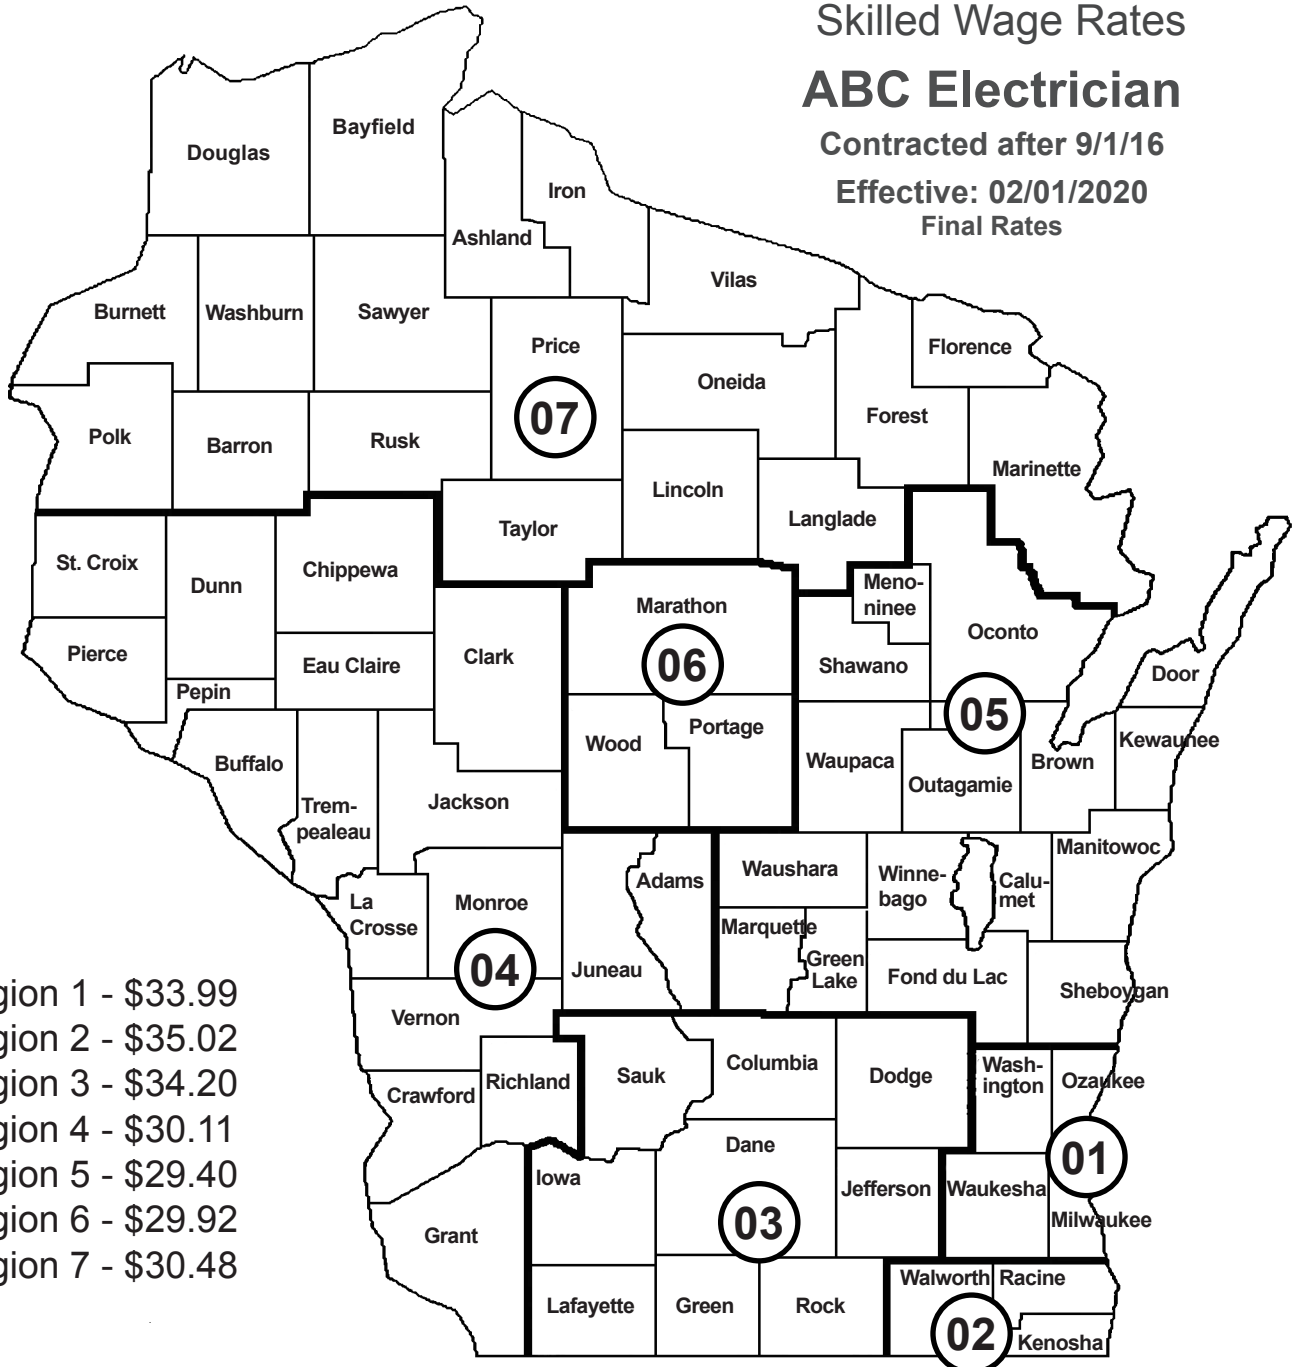 Skilled Wage Rates
ABC Electrician
Contracted after 9/1/16
Effective: 02/01/2020
Final Rates
Douglas
Bayfield
Iron
Ashland
Vilas
Burnett
Washburn
Sawyer
Price
Florence
Oneida
07
Forest
Polk
Barron
Rusk
Marinette
Lincoln
Langlade
Taylor
St. Croix
Dunn
Chippewa
Meno-
ninee
Marathon
Oconto
Pierce
Eau Claire
Clark
06
Shawano
Door
Pepin
05
Wood
Portage
Kewaunee
Buffalo
Waupaca
Brown
Outagamie
Trem-
pealeau
Jackson
Manitowoc
Waushara
Winne-
bago
Calu-
met
Adams
La
Crosse
Monroe
Marquette
04
Juneau
Green
Lake
Fond du Lac
Sheboygan
Vernon
gion 1 - $33.99
gion 2 - $35.02
gion 3 - $34.20
gion 4 - $30.11
gion 5 - $29.40
gion 6 - $29.92
gion 7 - $30.48
Richland
Sauk
Columbia
Dodge
Wash-
ington
Ozaukee
Crawford
Dane
01
Iowa
Jefferson
Waukesha
Grant
03
Milwaukee
Lafayette
Green
Rock
Walworth
Racine
02
Kenosha